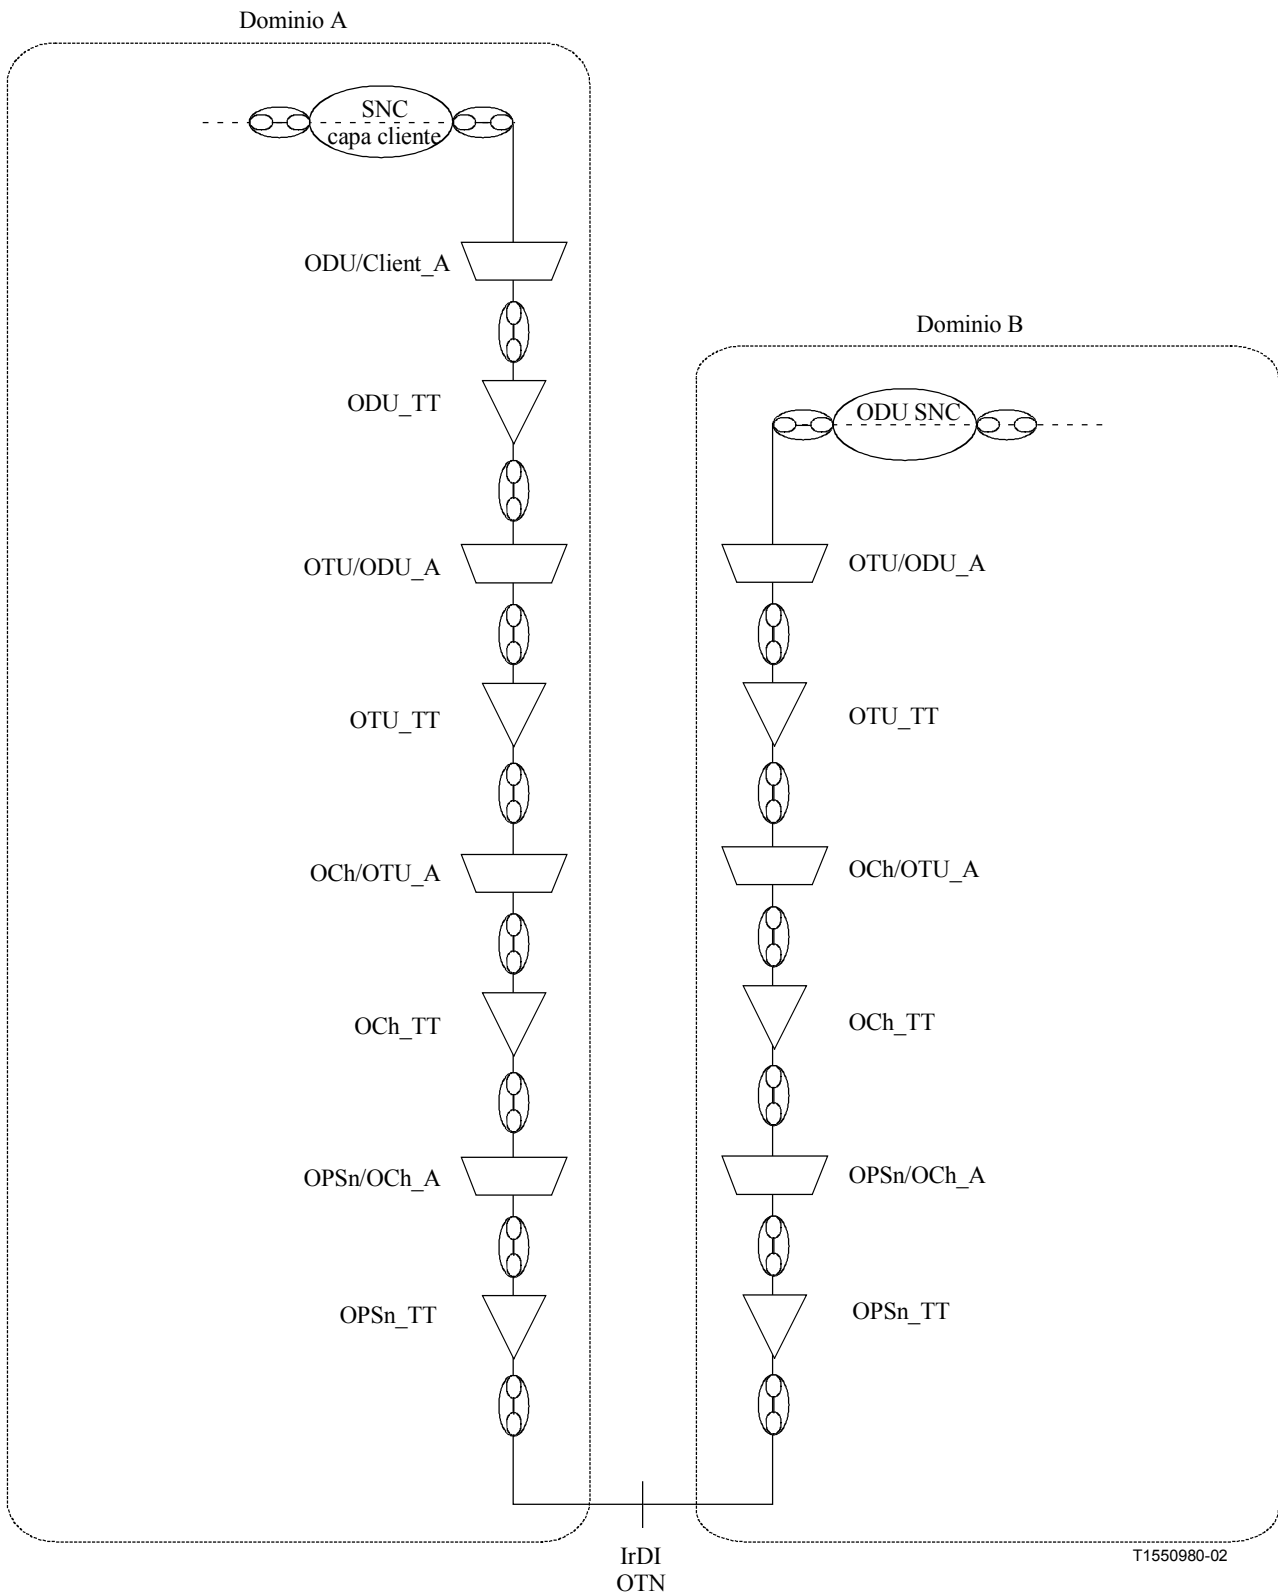 Dominio A
SNC
capa cliente
ODU/Client_A
ODU_TT
OTU/ODU_A
OTU_TT
OCh/OTU_A
OCh_TT
OPSn/OCh_A
OPSn_TT
Dominio B
ODU SNC
OTU/ODU_A
OTU_TT
OCh/OTU_A
OCh_TT
OPSn/OCh_A
OPSn_TT
IrDI
OTN
T1550980-02